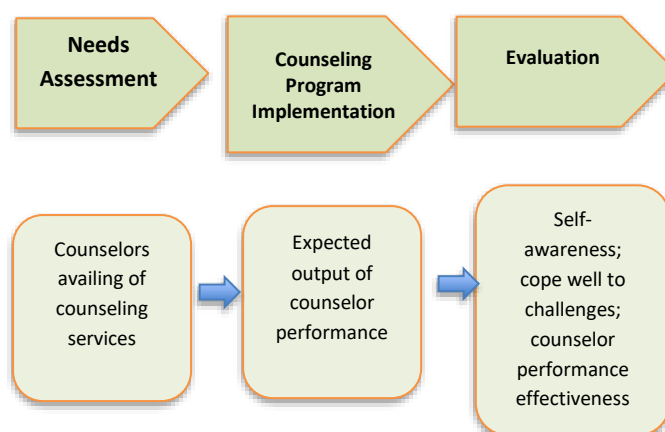 Needs
Assessment
Counseling
Program
Implementation
Evaluation
Counselors
availing of
counseling
services
Expected
output of
counselor
performance
Self-
awareness;
cope well to
challenges;
counselor
performance
effectiveness